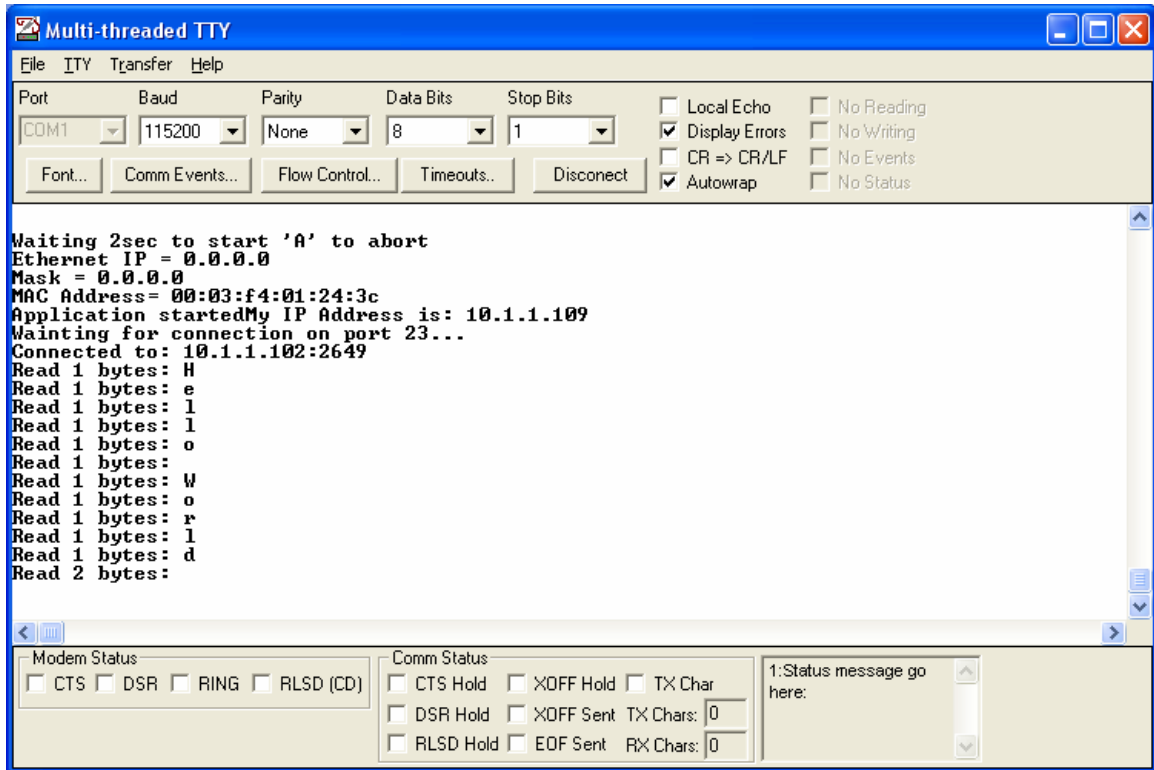 Multi-threaded TTY
File TTY Transfer Help
Port Baud Parity Data Bits Stop Bits
COM1 115200 None 8 1
Local Echo No Reading
Display Errors No Writing
CR => CR/LF No Events
Autowrap No Status
Font... Comm Events... Flow Control... Timeouts.. Disconect
Waiting 2sec to start 'A' to abort
Ethernet IP = 0.0.0.0
Mask = 0.0.0.0
MAC Address= 00:03:f4:01:24:3c
Application startedMy IP Address is: 10.1.1.109
Wainting for connection on port 23...
Connected to: 10.1.1.102:2649
Read 1 bytes: H
Read 1 bytes: e
Read 1 bytes: l
Read 1 bytes: l
Read 1 bytes: o
Read 1 bytes:
Read 1 bytes: W
Read 1 bytes: o
Read 1 bytes: r
Read 1 bytes: l
Read 1 bytes: d
Read 2 bytes:
Modem Status
CTS DSR RING RLSD (CD)
Comm Status
CTS Hold XOFF Hold TX Char
DSR Hold XOFF Sent TX Chars: 0
RLSD Hold EOF Sent RX Chars: 0
1:Status message go
here: